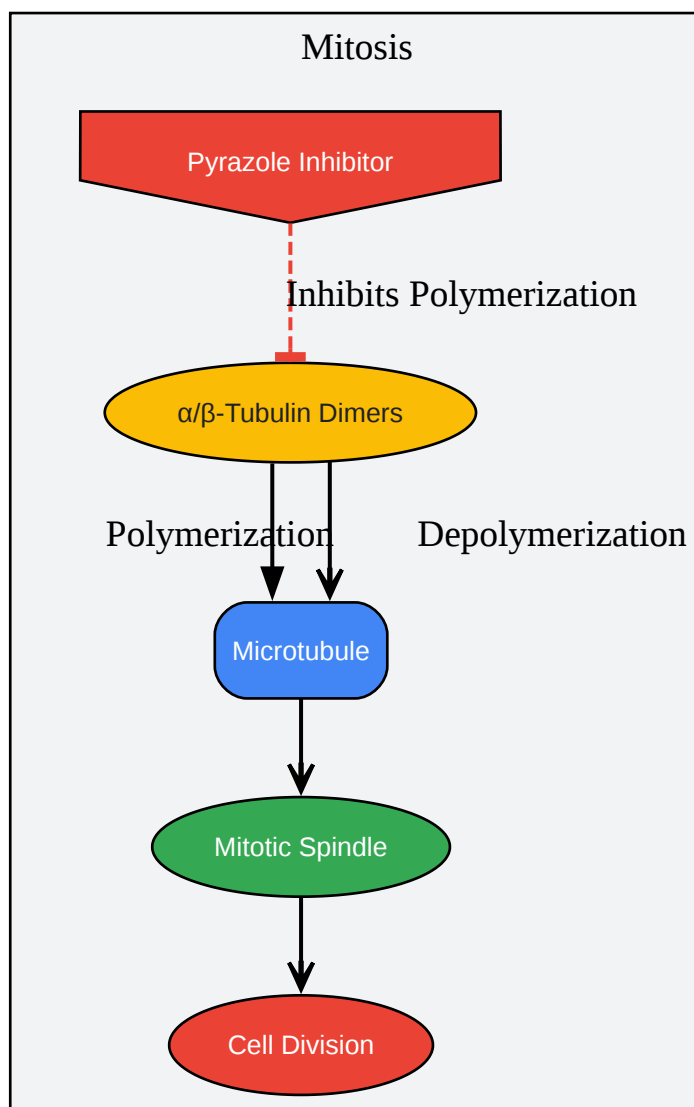 Mitosis
Pyrazole Inhibitor
Inhibits Polymerization
α/β-Tubulin Dimers
Polymerization
Depolymerization
Microtubule
Mitotic Spindle
Cell Division